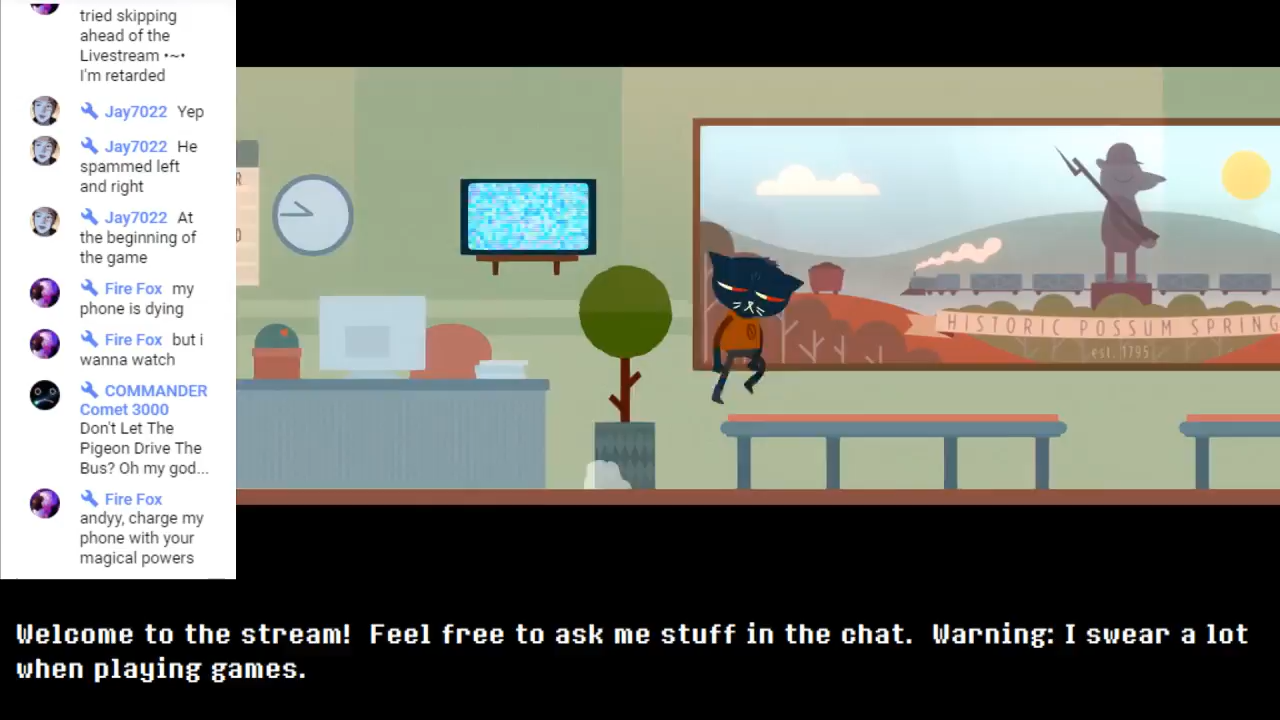 tried skipping
ahead of the
Livestream •~•
I'm retarded
Jay7022 Yep
Jay7022 He
spammed left
and right
Jay7022 At
the beginning of
the game
Fire Fox my
phone is dying
Fire Fox but i
wanna watch
COMMANDER
Comet 3000
Don't Let The
Pigeon Drive The
Bus? Oh my god...
Fire Fox
andyy, charge my
phone with your
magical powers
R
D
HISTORIC POSSUM SPRING
est. 1795
Welcome to the stream! Feel free to ask me stuff in the chat. Warning: I swear a lot
when playing games.